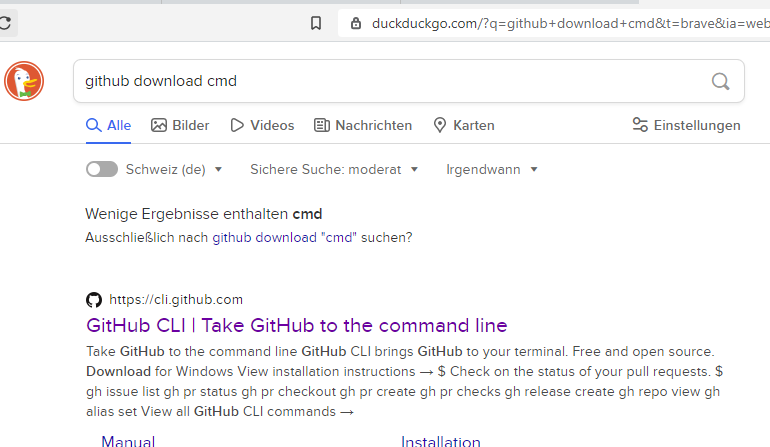 duckduckgo.com/?q=github+download+cmd&t=brave&ia=web
github download cmd
Alle Bilder Videos Nachrichten Karten Einstellungen
Schweiz (de) Sichere Suche: moderat Irgendwann
Wenige Ergebnisse enthalten cmd
Ausschließlich nach github download "cmd" suchen?
https://cli.github.com
GitHub CLI | Take GitHub to the command line
Take GitHub to the command line GitHub CLI brings GitHub to your terminal. Free and open source.
Download for Windows View installation instructions → $ Check on the status of your pull requests. $
gh issue list gh pr status gh pr checkout gh pr create gh pr checks gh release create gh repo view gh
alias set View all GitHub CLI commands →
Manual Installation